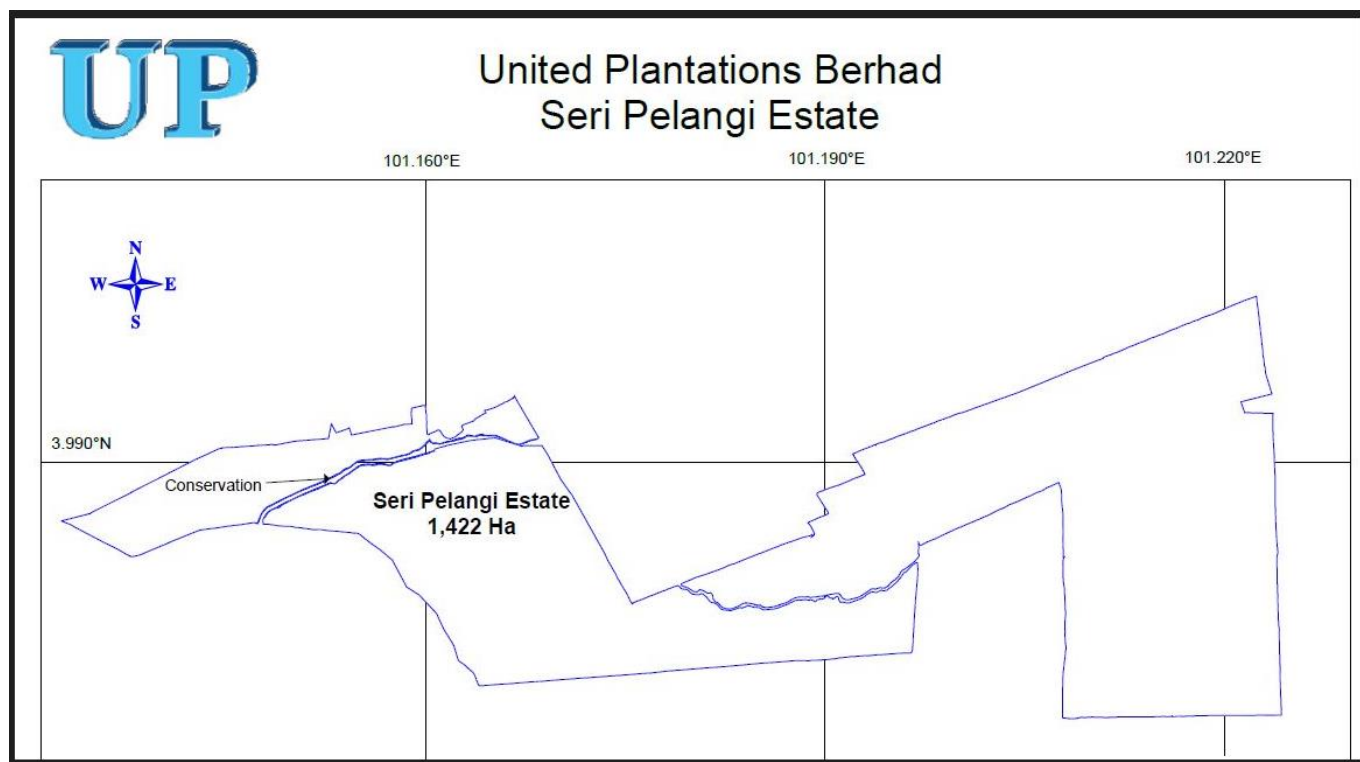 UP
United Plantations Berhad
Seri Pelangi Estate
101.160°E
101.190°E
101.220°E
N
W
E
S
3.990°N
Conservation
Seri Pelangi Estate
1,422 Ha